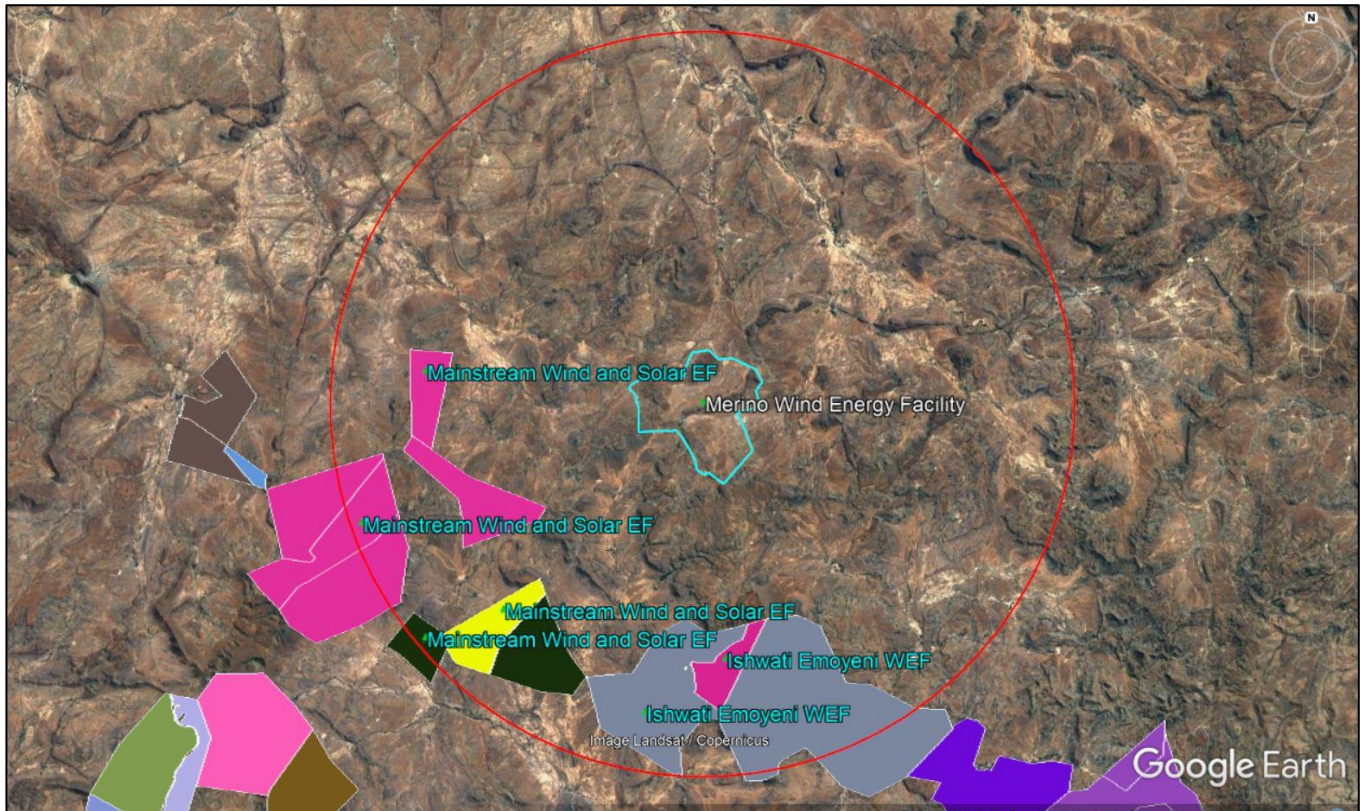 N
Mainstream Wind and Solar EF
Merino Wind Energy Facility
Mainstream Wind and Solar EF
Mainstream Wind and Solar EF
Mainstream Wind and Solar EF
Ishwati Emoyeni WEF
Ishwati Emoyeni WEF
Image Landsat / Copernicus
Google Earth